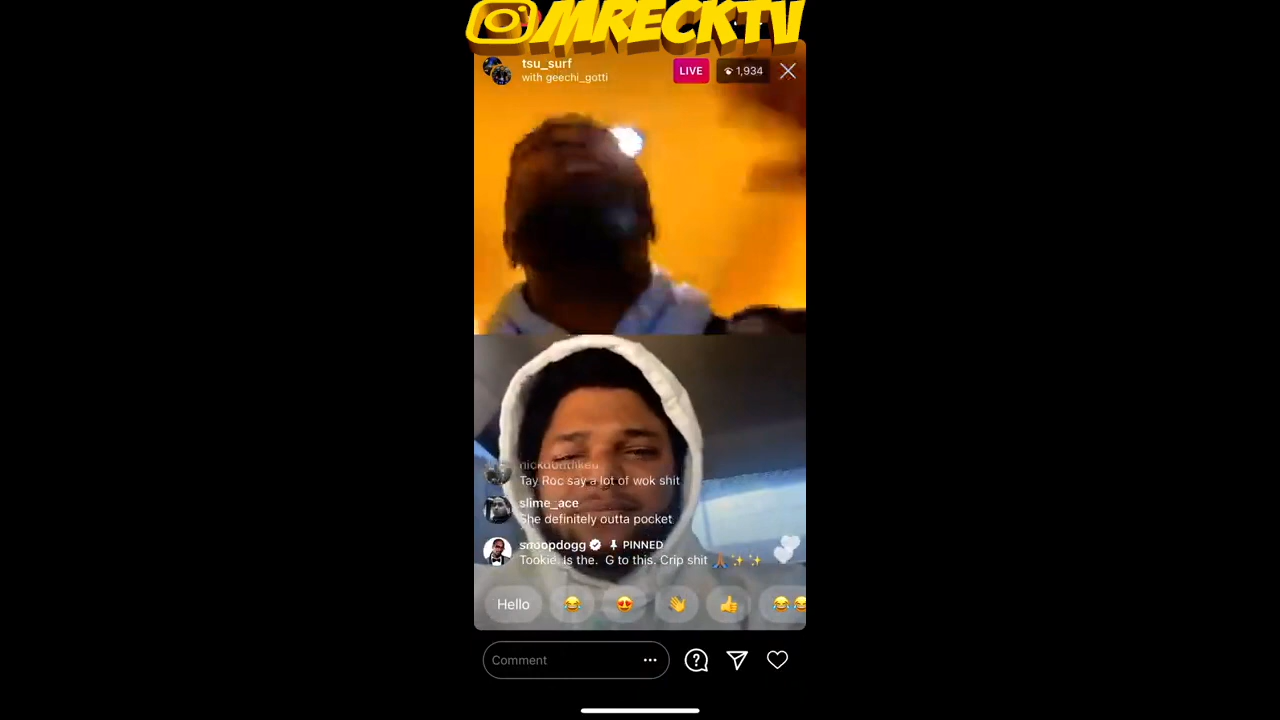 MRECKTV
tsu_surf
with geechi_gotti
LIVE
1,934
Tay Roc say a lot of wok shit
slime_ace
She definitely outta pocket
snoopdogg PINNED
Tookie. Is the. G to this. Crip shit
Hello
Comment